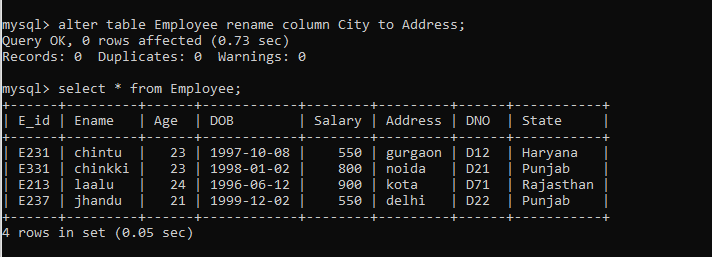 mysql> alter table Employee rename column City to Address;
Query OK, 0 rows affected (0.73 sec)
Records: 0  Duplicates: 0  Warnings: 0

mysql> select * from Employee;
+------+---------+------+------------+--------+---------+------+-----------+
| E_id | Ename   | Age  | DOB        | Salary | Address | DNO  | State     |
+------+---------+------+------------+--------+---------+------+-----------+
| E231 | chintu  |   23 | 1997-10-08 |    550 | gurgaon | D12  | Haryana   |
| E331 | chinkki |   23 | 1998-01-02 |    800 | noida   | D21  | Punjab    |
| E213 | laalu   |   24 | 1996-06-12 |    900 | kota    | D71  | Rajasthan |
| E237 | jhandu  |   21 | 1999-12-02 |    550 | delhi   | D22  | Punjab    |
+------+---------+------+------------+--------+---------+------+-----------+
4 rows in set (0.05 sec)